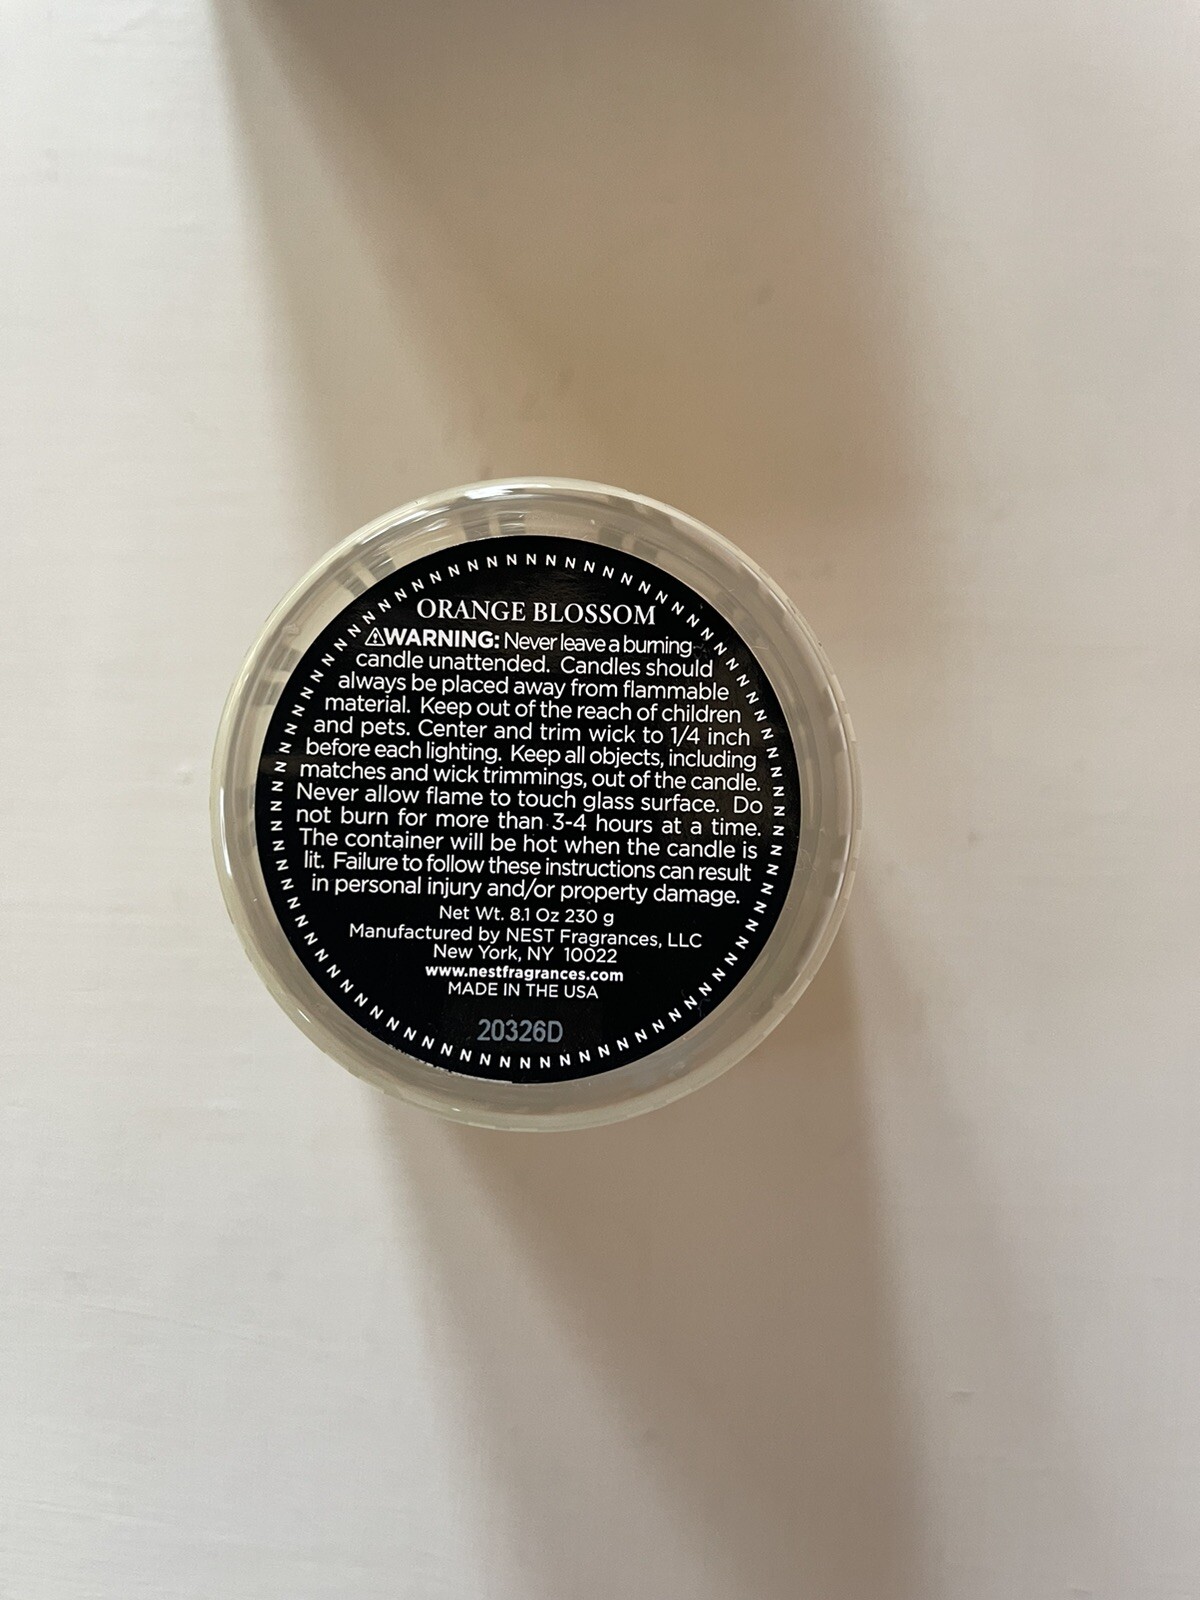 ORANGE BLOSSOM
⚠WARNING: Never leave a burning
candle unattended. Candles should
always be placed away from flammable
material. Keep out of the reach of children
and pets. Center and trim wick to 1/4 inch
before each lighting. Keep all objects, including
matches and wick trimmings, out of the candle.
Never allow flame to touch glass surface. Do
not burn for more than 3-4 hours at a time.
The container will be hot when the candle is
lit. Failure to follow these instructions can result
in personal injury and/or property damage.
Net Wt. 8.1 Oz 230 g
Manufactured by NEST Fragrances, LLC
New York, NY 10022
www.nestfragrances.com
MADE IN THE USA
20326D